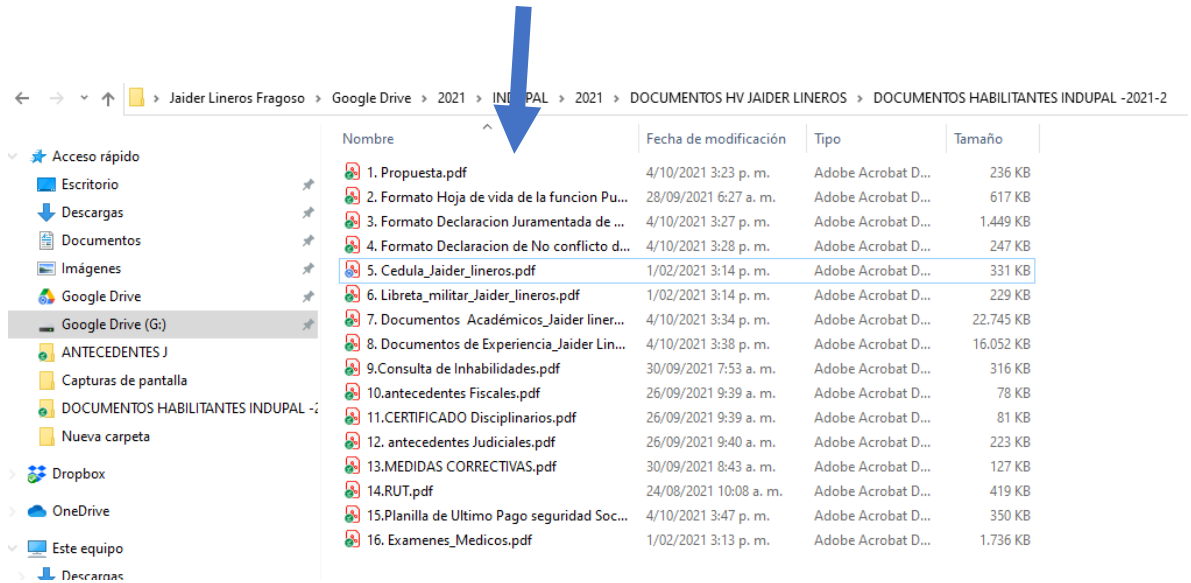 Jaider Lineros Fragoso > Google Drive > 2021 > INDUPAL > 2021 > DOCUMENTOS HV JAIDER LINEROS > DOCUMENTOS HABILITANTES INDUPAL -2021-2
Acceso rápido
Escritorio
Descargas
Documentos
Imágenes
Google Drive
Google Drive (G:)
ANTECEDENTES J
Capturas de pantalla
DOCUMENTOS HABILITANTES INDUPAL -2
Nueva carpeta
Dropbox
OneDrive
Este equipo
Descargas
Nombre Fecha de modificación Tipo Tamaño
1. Propuesta.pdf 4/10/2021 3:23 p. m. Adobe Acrobat D... 236 KB
2. Formato Hoja de vida de la funcion Pu... 28/09/2021 6:27 a. m. Adobe Acrobat D... 617 KB
3. Formato Declaracion Juramentada de ... 4/10/2021 3:27 p. m. Adobe Acrobat D... 1.449 KB
4. Formato Declaracion de No conflicto d... 4/10/2021 3:28 p. m. Adobe Acrobat D... 247 KB
5. Cedula_Jaider_lineros.pdf 1/02/2021 3:14 p. m. Adobe Acrobat D... 331 KB
6. Libreta_militar_Jaider_lineros.pdf 1/02/2021 3:14 p. m. Adobe Acrobat D... 229 KB
7. Documentos Académicos_Jaider liner... 4/10/2021 3:34 p. m. Adobe Acrobat D... 22.745 KB
8. Documentos de Experiencia_Jaider Lin... 4/10/2021 3:38 p. m. Adobe Acrobat D... 16.052 KB
9.Consulta de Inhabilidades.pdf 30/09/2021 7:53 a. m. Adobe Acrobat D... 316 KB
10.antecedentes Fiscales.pdf 26/09/2021 9:39 a. m. Adobe Acrobat D... 78 KB
11.CERTIFICADO Disciplinarios.pdf 26/09/2021 9:39 a. m. Adobe Acrobat D... 81 KB
12. antecedentes Judiciales.pdf 26/09/2021 9:40 a. m. Adobe Acrobat D... 223 KB
13.MEDIDAS CORRECTIVAS.pdf 30/09/2021 8:43 a. m. Adobe Acrobat D... 127 KB
14.RUT.pdf 24/08/2021 10:08 a. m. Adobe Acrobat D... 419 KB
15.Planilla de Ultimo Pago seguridad Soc... 4/10/2021 3:47 p. m. Adobe Acrobat D... 350 KB
16. Examenes_Medicos.pdf 1/02/2021 3:13 p. m. Adobe Acrobat D... 1.736 KB